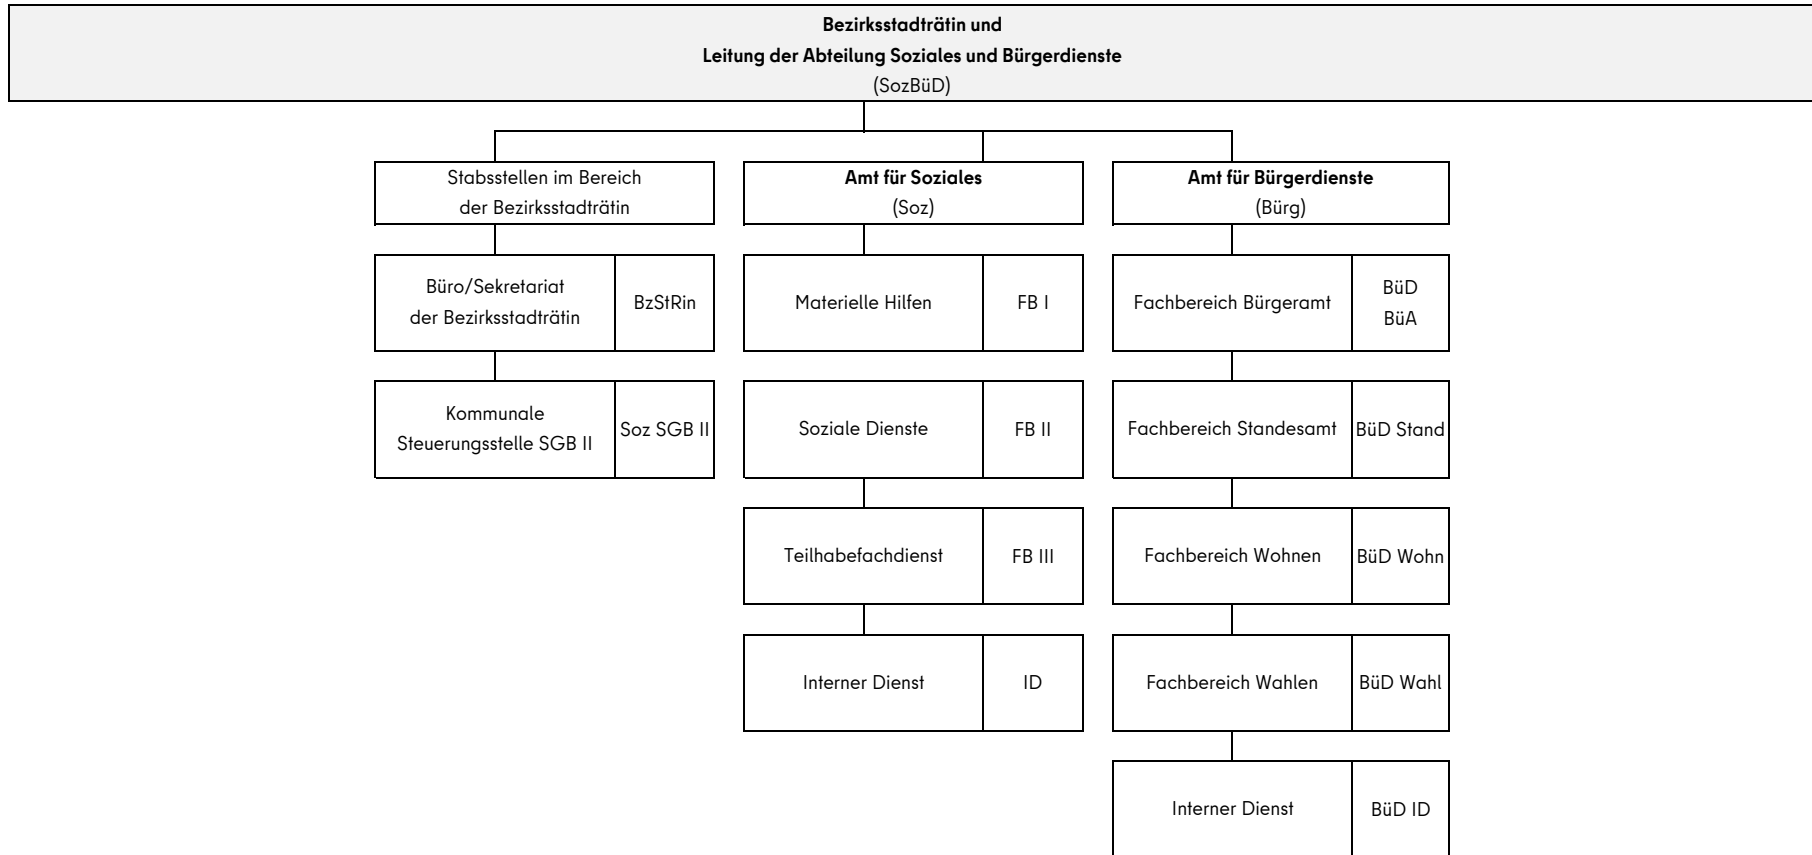 Bezirksstadträtin und
Leitung der Abteilung Soziales und Bürgerdienste
(SozBüD)
Stabsstellen im Bereich
der Bezirksstadträtin
Büro/Sekretariat
der Bezirksstadträtin
BzStRin
Kommunale
Steuerungsstelle SGB II
Soz SGB II
Amt für Soziales
(Soz)
Materielle Hilfen
FB I
Soziale Dienste
FB II
Teilhabefachdienst
FB III
Interner Dienst
ID
Amt für Bürgerdienste
(Bürg)
Fachbereich Bürgeramt
BüD
BüA
Fachbereich Standesamt
BüD Stand
Fachbereich Wohnen
BüD Wohn
Fachbereich Wahlen
BüD Wahl
Interner Dienst
BüD ID